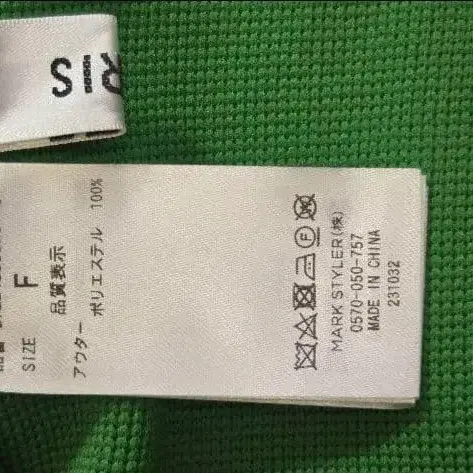 SIZE F
品質表示
アウター
ポリエステル 100%
MARK STYLER(株)
0570-050-757
MADE IN CHINA
231032